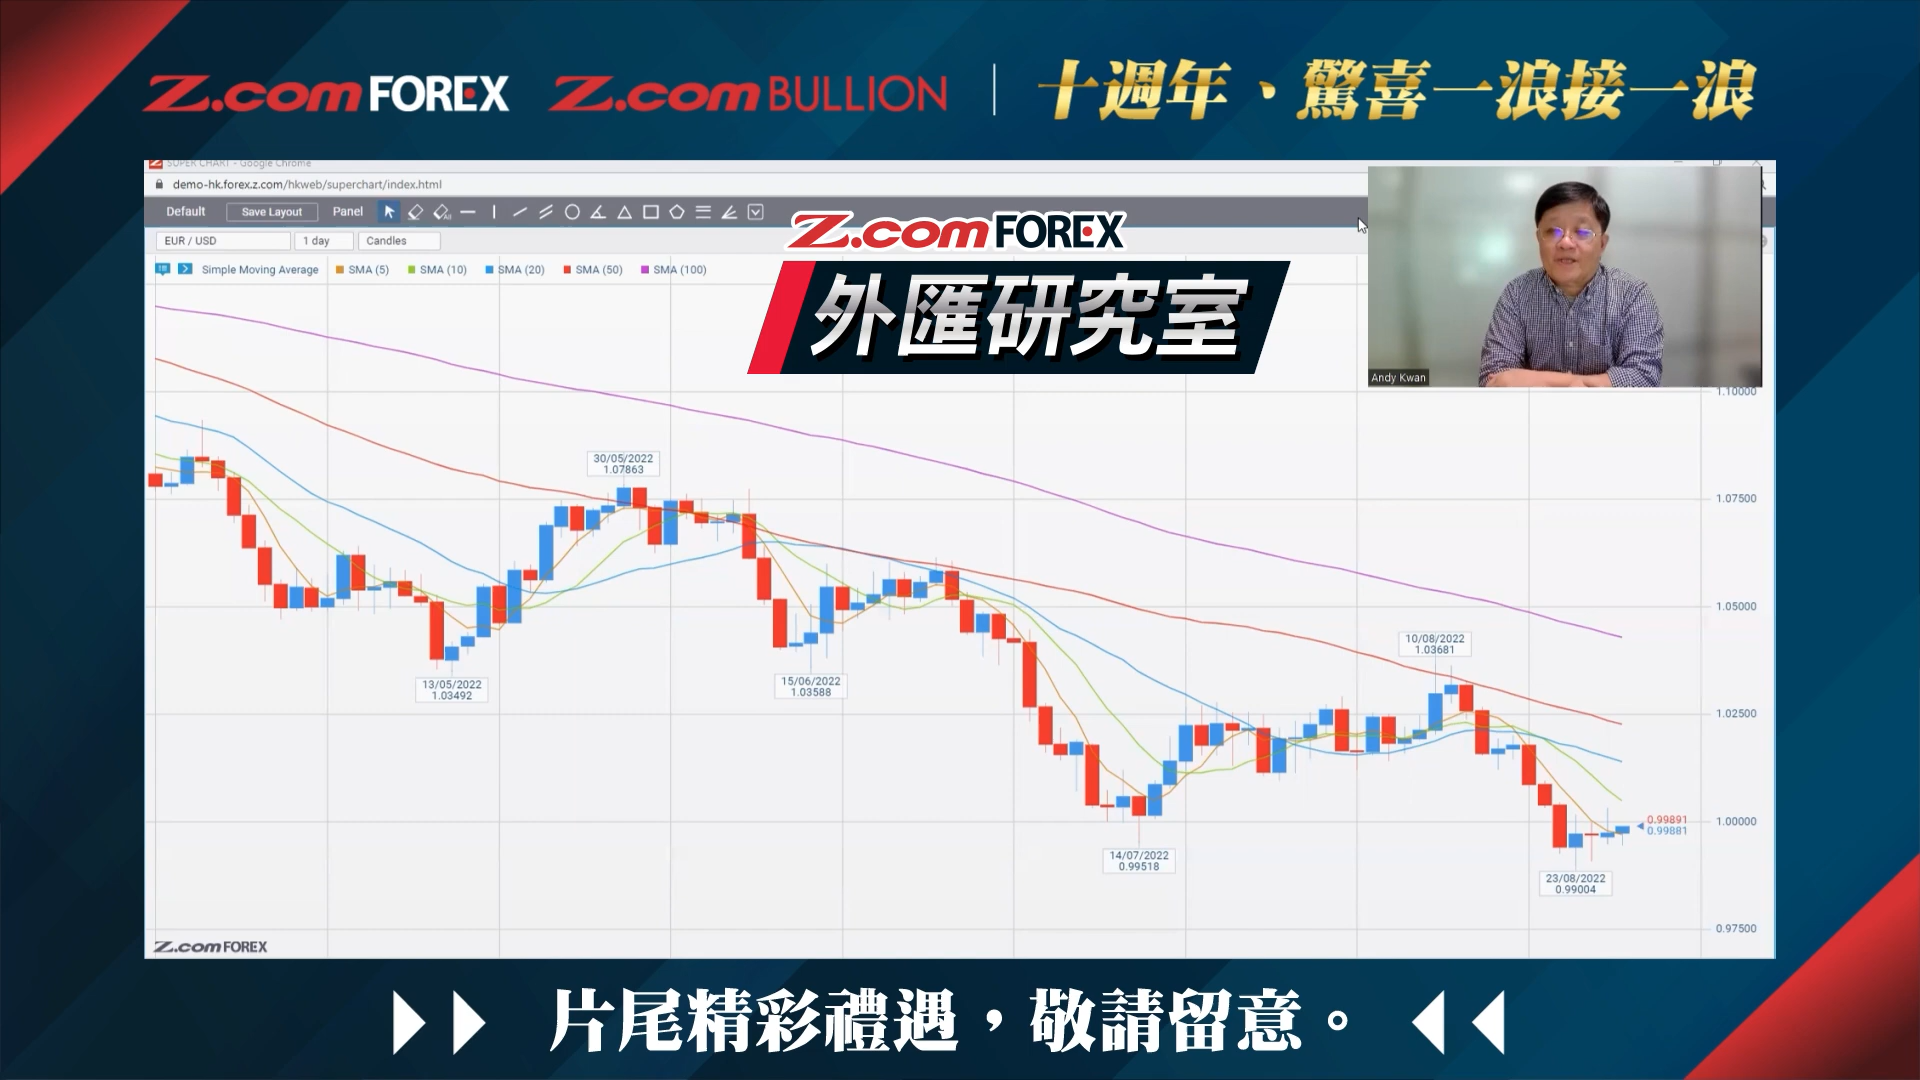 Z.com FOREX Z.com BULLION 十週年、驚喜一浪接一浪
SUPER CHART - Google Chrome
demo-hk.forex.z.com/hkweb/superchart/index.html
Default Save Layout Panel
EUR / USD 1 day Candles
Simple Moving Average SMA (5) SMA (10) SMA (20) SMA (50) SMA (100)
Z.com FOREX
外匯研究室
Andy Kwan
1.10000
1.07500
1.05000
1.02500
1.00000
0.97500
30/05/2022
1.07863
13/05/2022
1.03492
15/06/2022
1.03588
10/08/2022
1.03681
14/07/2022
0.99518
23/08/2022
0.99004
0.99891
0.99881
Z.com FOREX
片尾精彩禮遇，敬請留意。